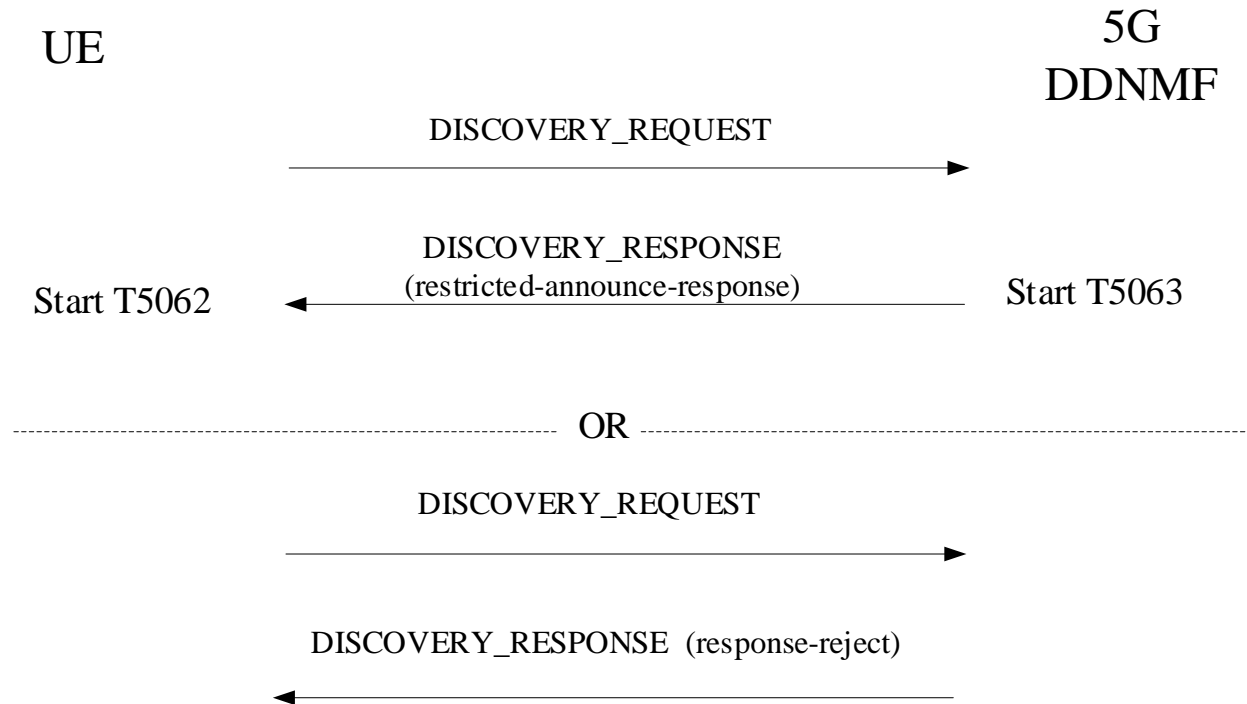 UE
5G
DDNMF
DISCOVERY_REQUEST
DISCOVERY_RESPONSE
(restricted-announce-response)
Start T5062
Start T5063
OR
DISCOVERY_REQUEST
DISCOVERY_RESPONSE (response-reject)